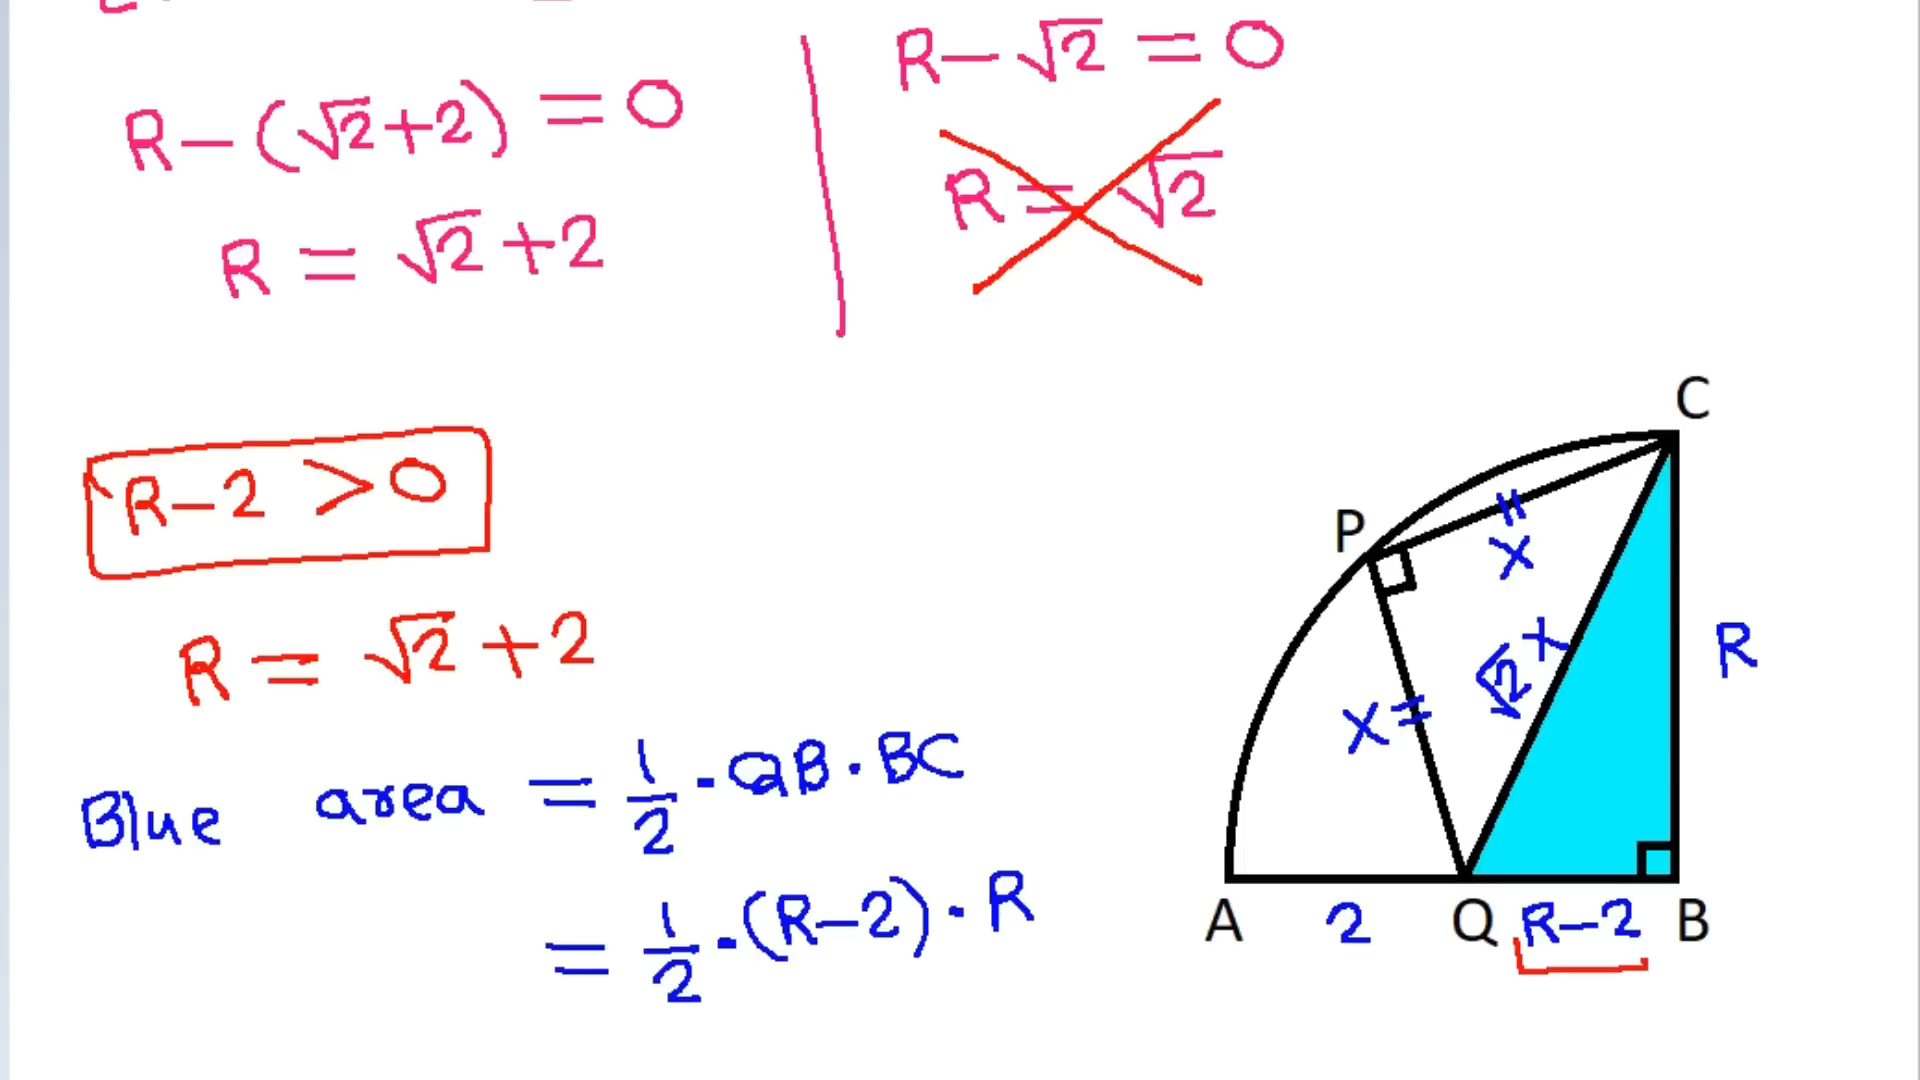 R - (√2 + 2) = 0
R = √2 + 2
R - √2 = 0
R = √2
R - 2 > 0
R = √2 + 2
Blue area = 1/2 · QB · BC
= 1/2 · (R - 2) · R
C
P
x
R
√2 x
x
A 2 Q R-2 B